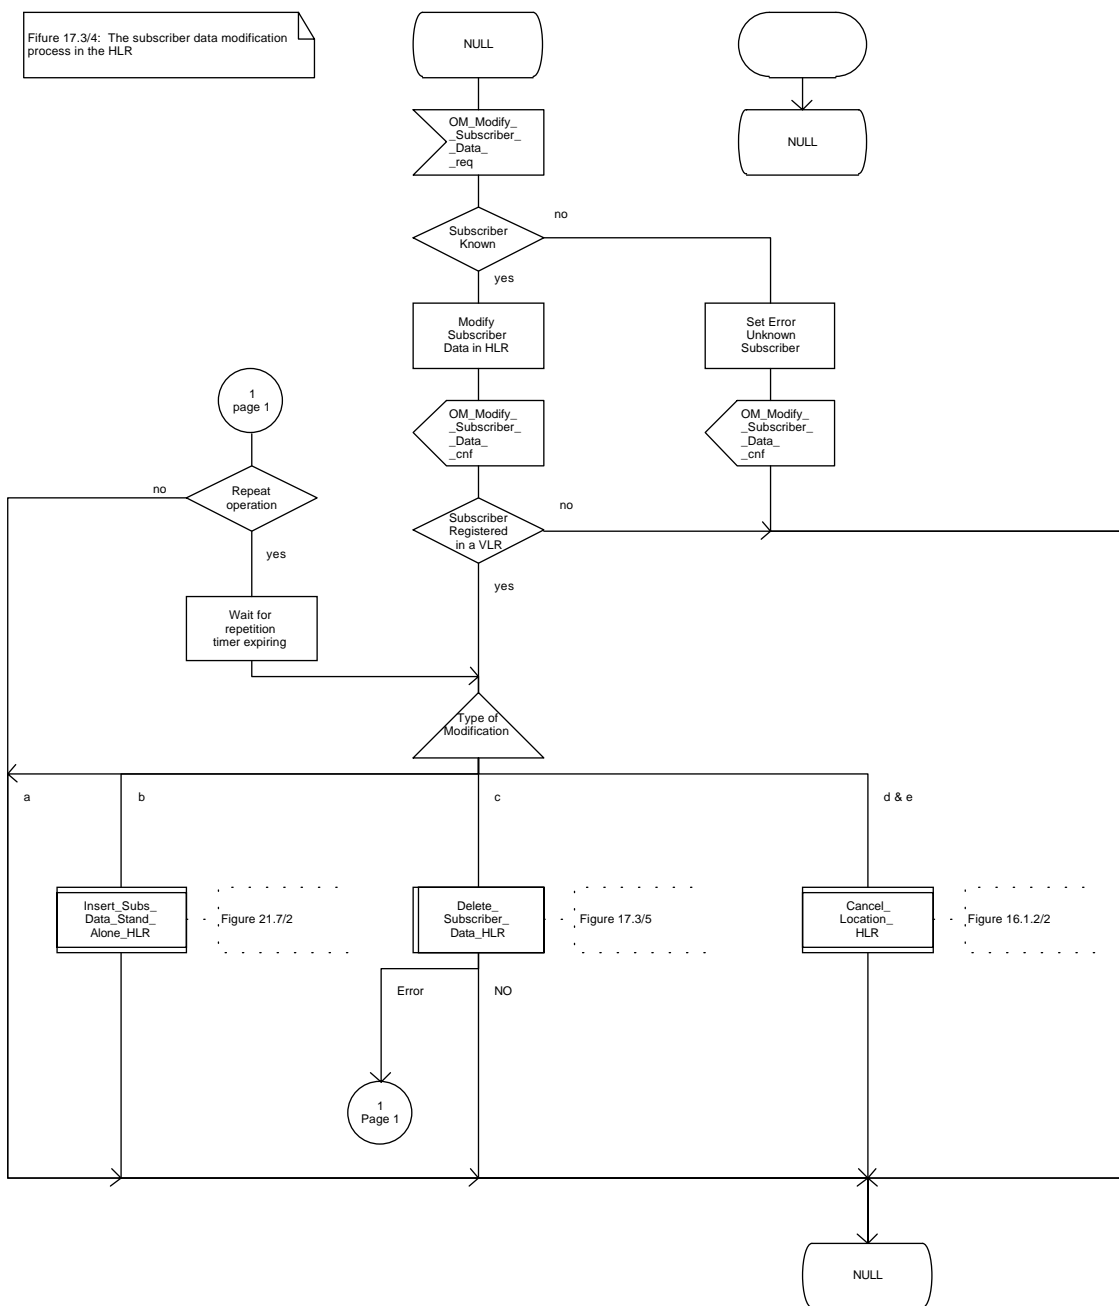 Fifure 17.3/4: The subscriber data modification
process in the HLR
NULL
OM_Modify_
_Subscriber_
_Data_
_req
NULL
Subscriber
Known
no
yes
Modify
Subscriber
Data in HLR
Set Error
Unknown
Subscriber
1
page 1
OM_Modify_
_Subscriber_
_Data_
_cnf
OM_Modify_
_Subscriber_
_Data_
_cnf
no
Repeat
operation
yes
Subscriber
Registered
in a VLR
no
yes
Wait for
repetition
timer expiring
Type of
Modification
a
b
c
d & e
Insert_Subs_
Data_Stand_
Alone_HLR
Figure 21.7/2
Delete_
Subscriber_
Data_HLR
Figure 17.3/5
Cancel_
Location_
HLR
Figure 16.1.2/2
Error
NO
1
Page 1
NULL